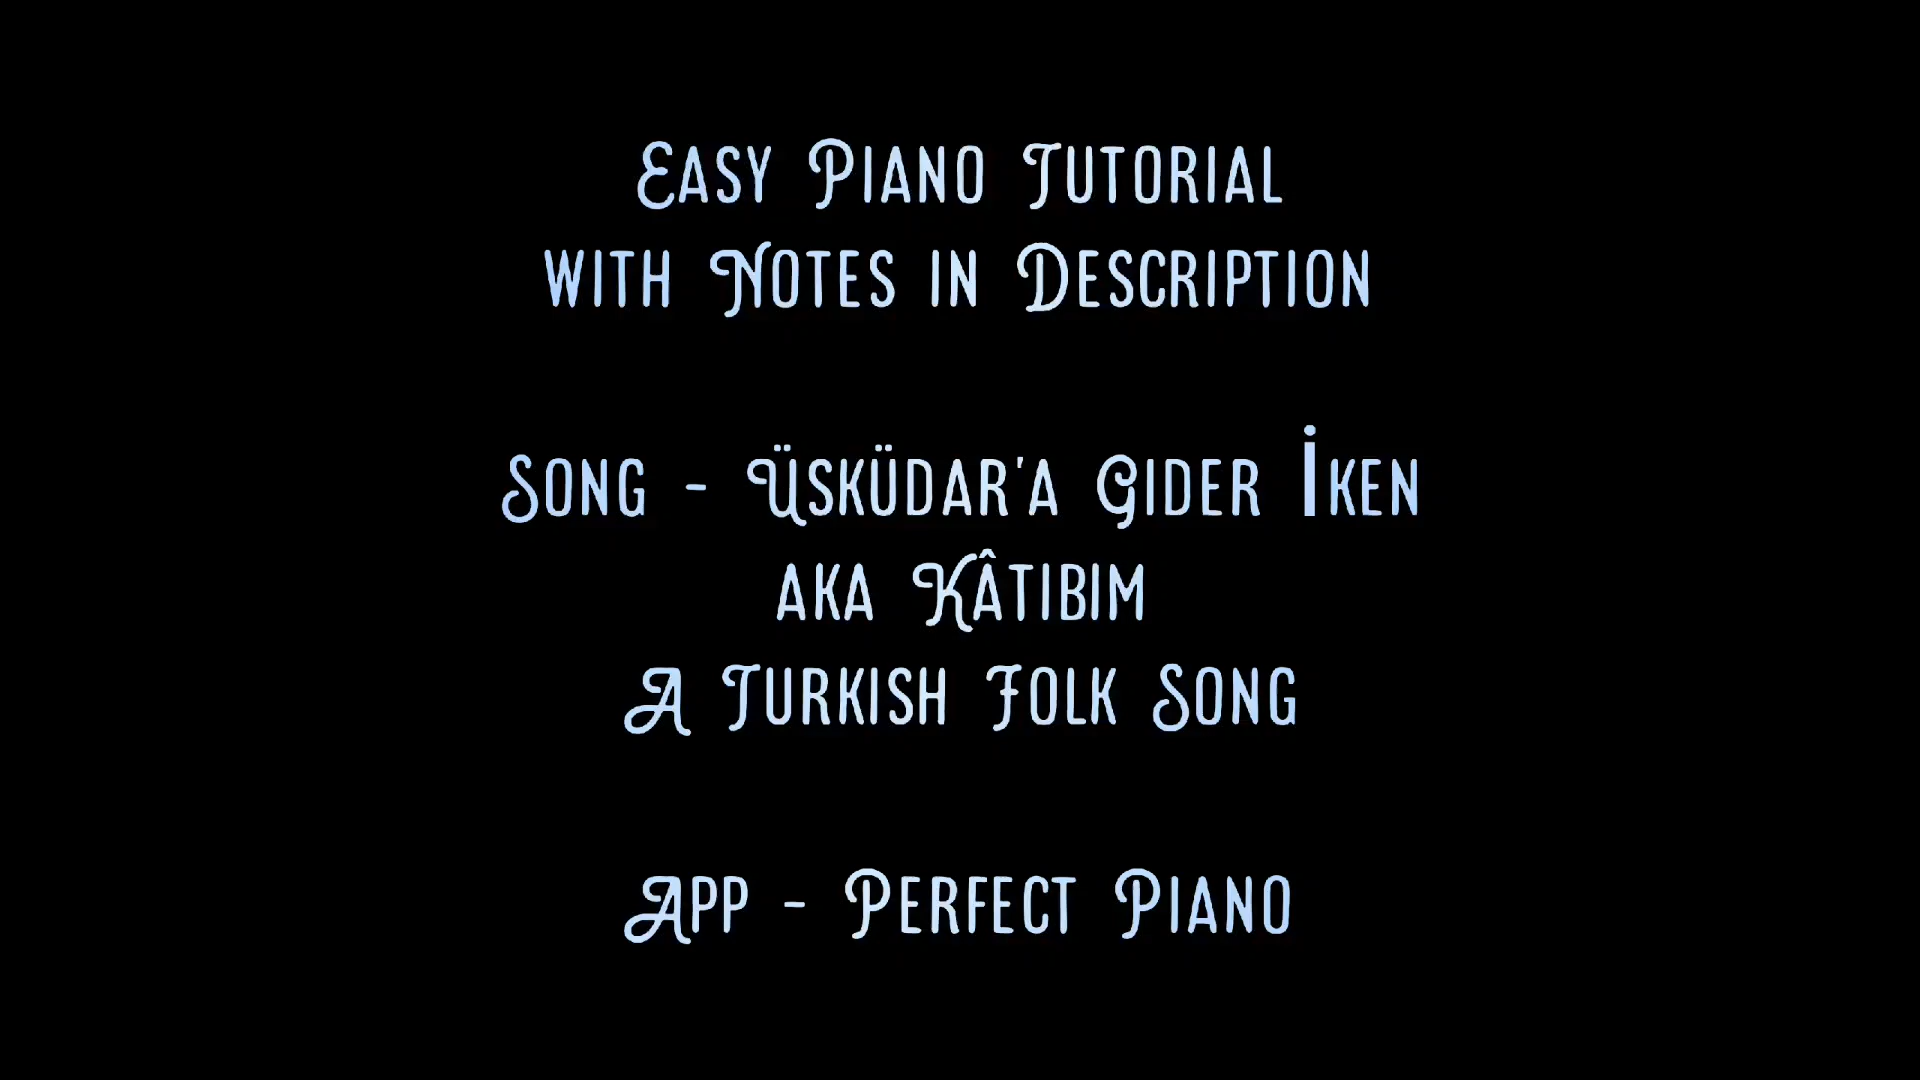 Easy Piano Tutorial
with Notes in Description
Song - Üsküdar'a Gider İken
aka Kâtibim
A Turkish Folk Song
App - Perfect Piano